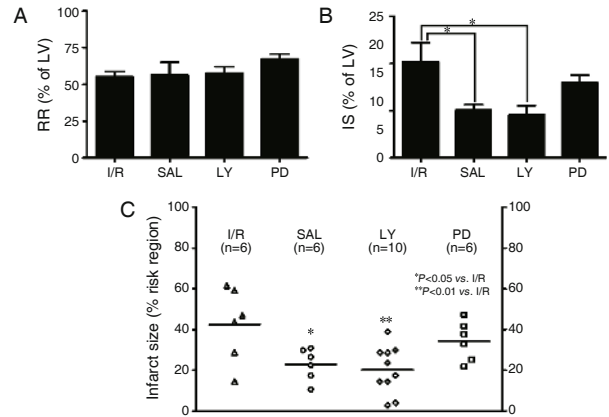 A
RR (% of LV)
100
75
50
25
0
I/R SAL LY PD
B
IS (% of LV)
25
20
15
10
5
0
* *
I/R SAL LY PD
C
Infarct size (% risk region)
100
80
60
40
20
0
I/R SAL LY PD
(n=6) (n=6) (n=10) (n=6)
*P<0.05 vs. I/R
**P<0.01 vs. I/R
* **
100
80
60
40
20
0